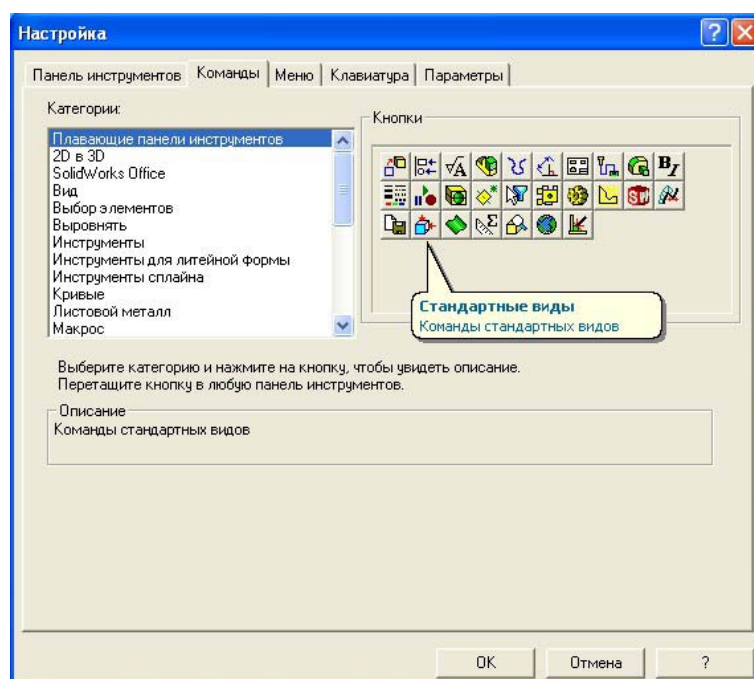 Настройка
Панель инструментов Команды Меню Клавиатура Параметры
Категории:
Кнопки
Плавающие панели инструментов
2D в 3D
SolidWorks Office
Вид
Выбор элементов
Выровнять
Инструменты
Инструменты для литейной формы
Инструменты сплайна
Кривые
Листовой металл
Макрос
Стандартные виды
Команды стандартных видов
Выберите категорию и нажмите на кнопку, чтобы увидеть описание.
Перетащите кнопку в любую панель инструментов.
Описание
Команды стандартных видов
OK Отмена ?